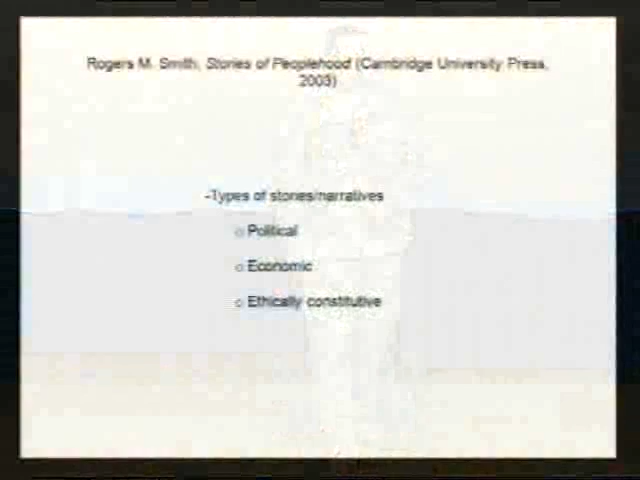 Rogers M. Smith, Stories of Peoplehood (Cambridge University Press,
2003)
-Types of stories/narratives
o Political
o Economic
o Ethically constitutive